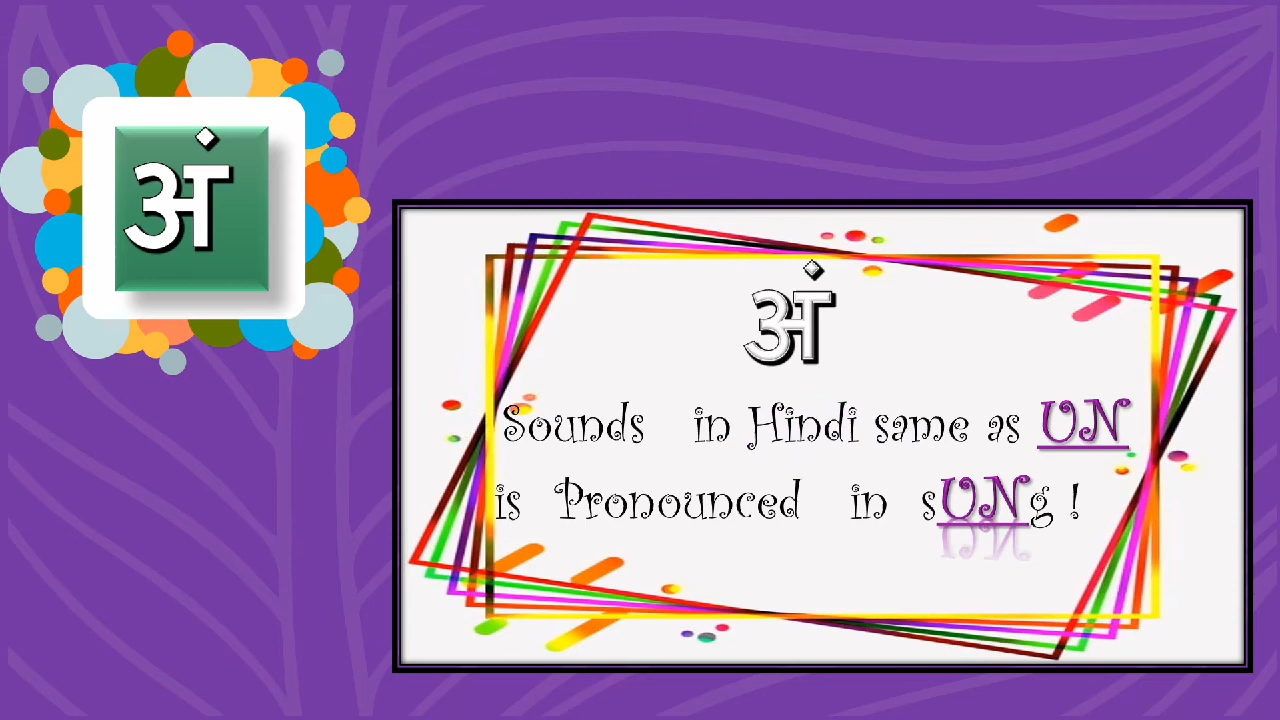 अं
अं
Sounds in Hindi same as UN
is Pronounced in sUNg !